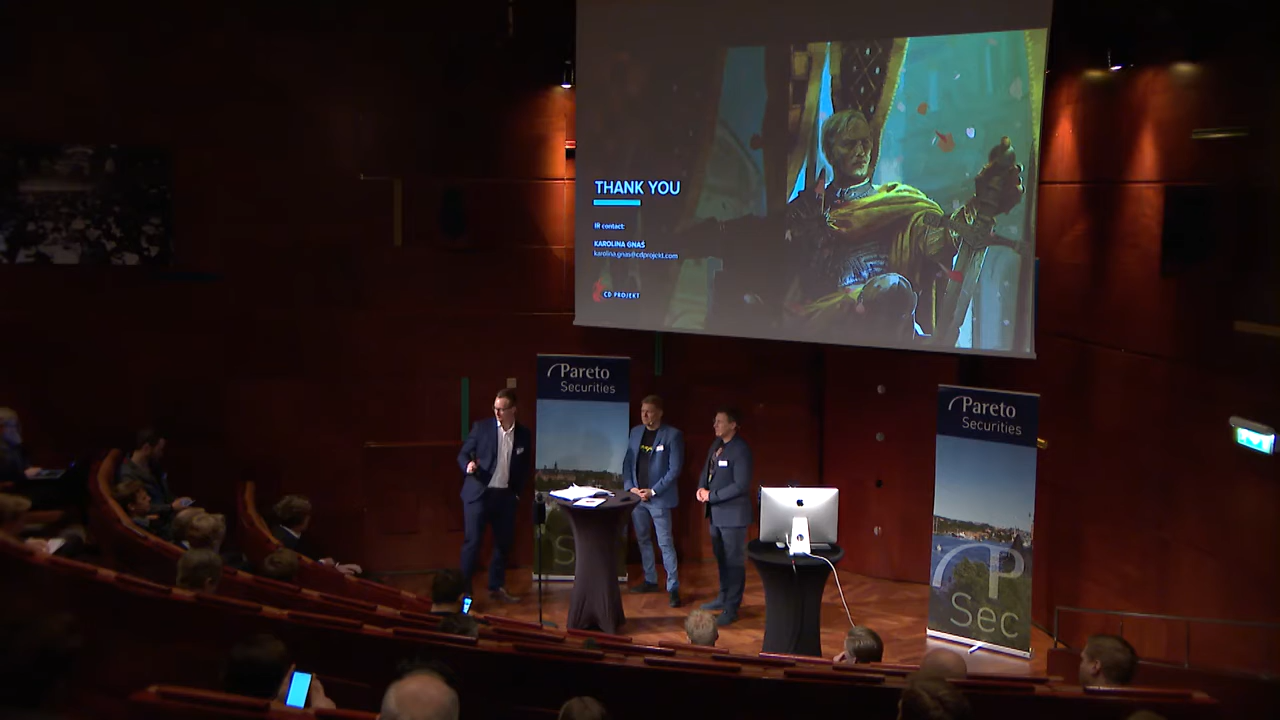 THANK YOU
IR contact:
KAROLINA GNAŚ
karolina.gnas@cdprojekt.com
CD PROJEKT
Pareto
Securities
S
Pareto
Securities
P
Sec